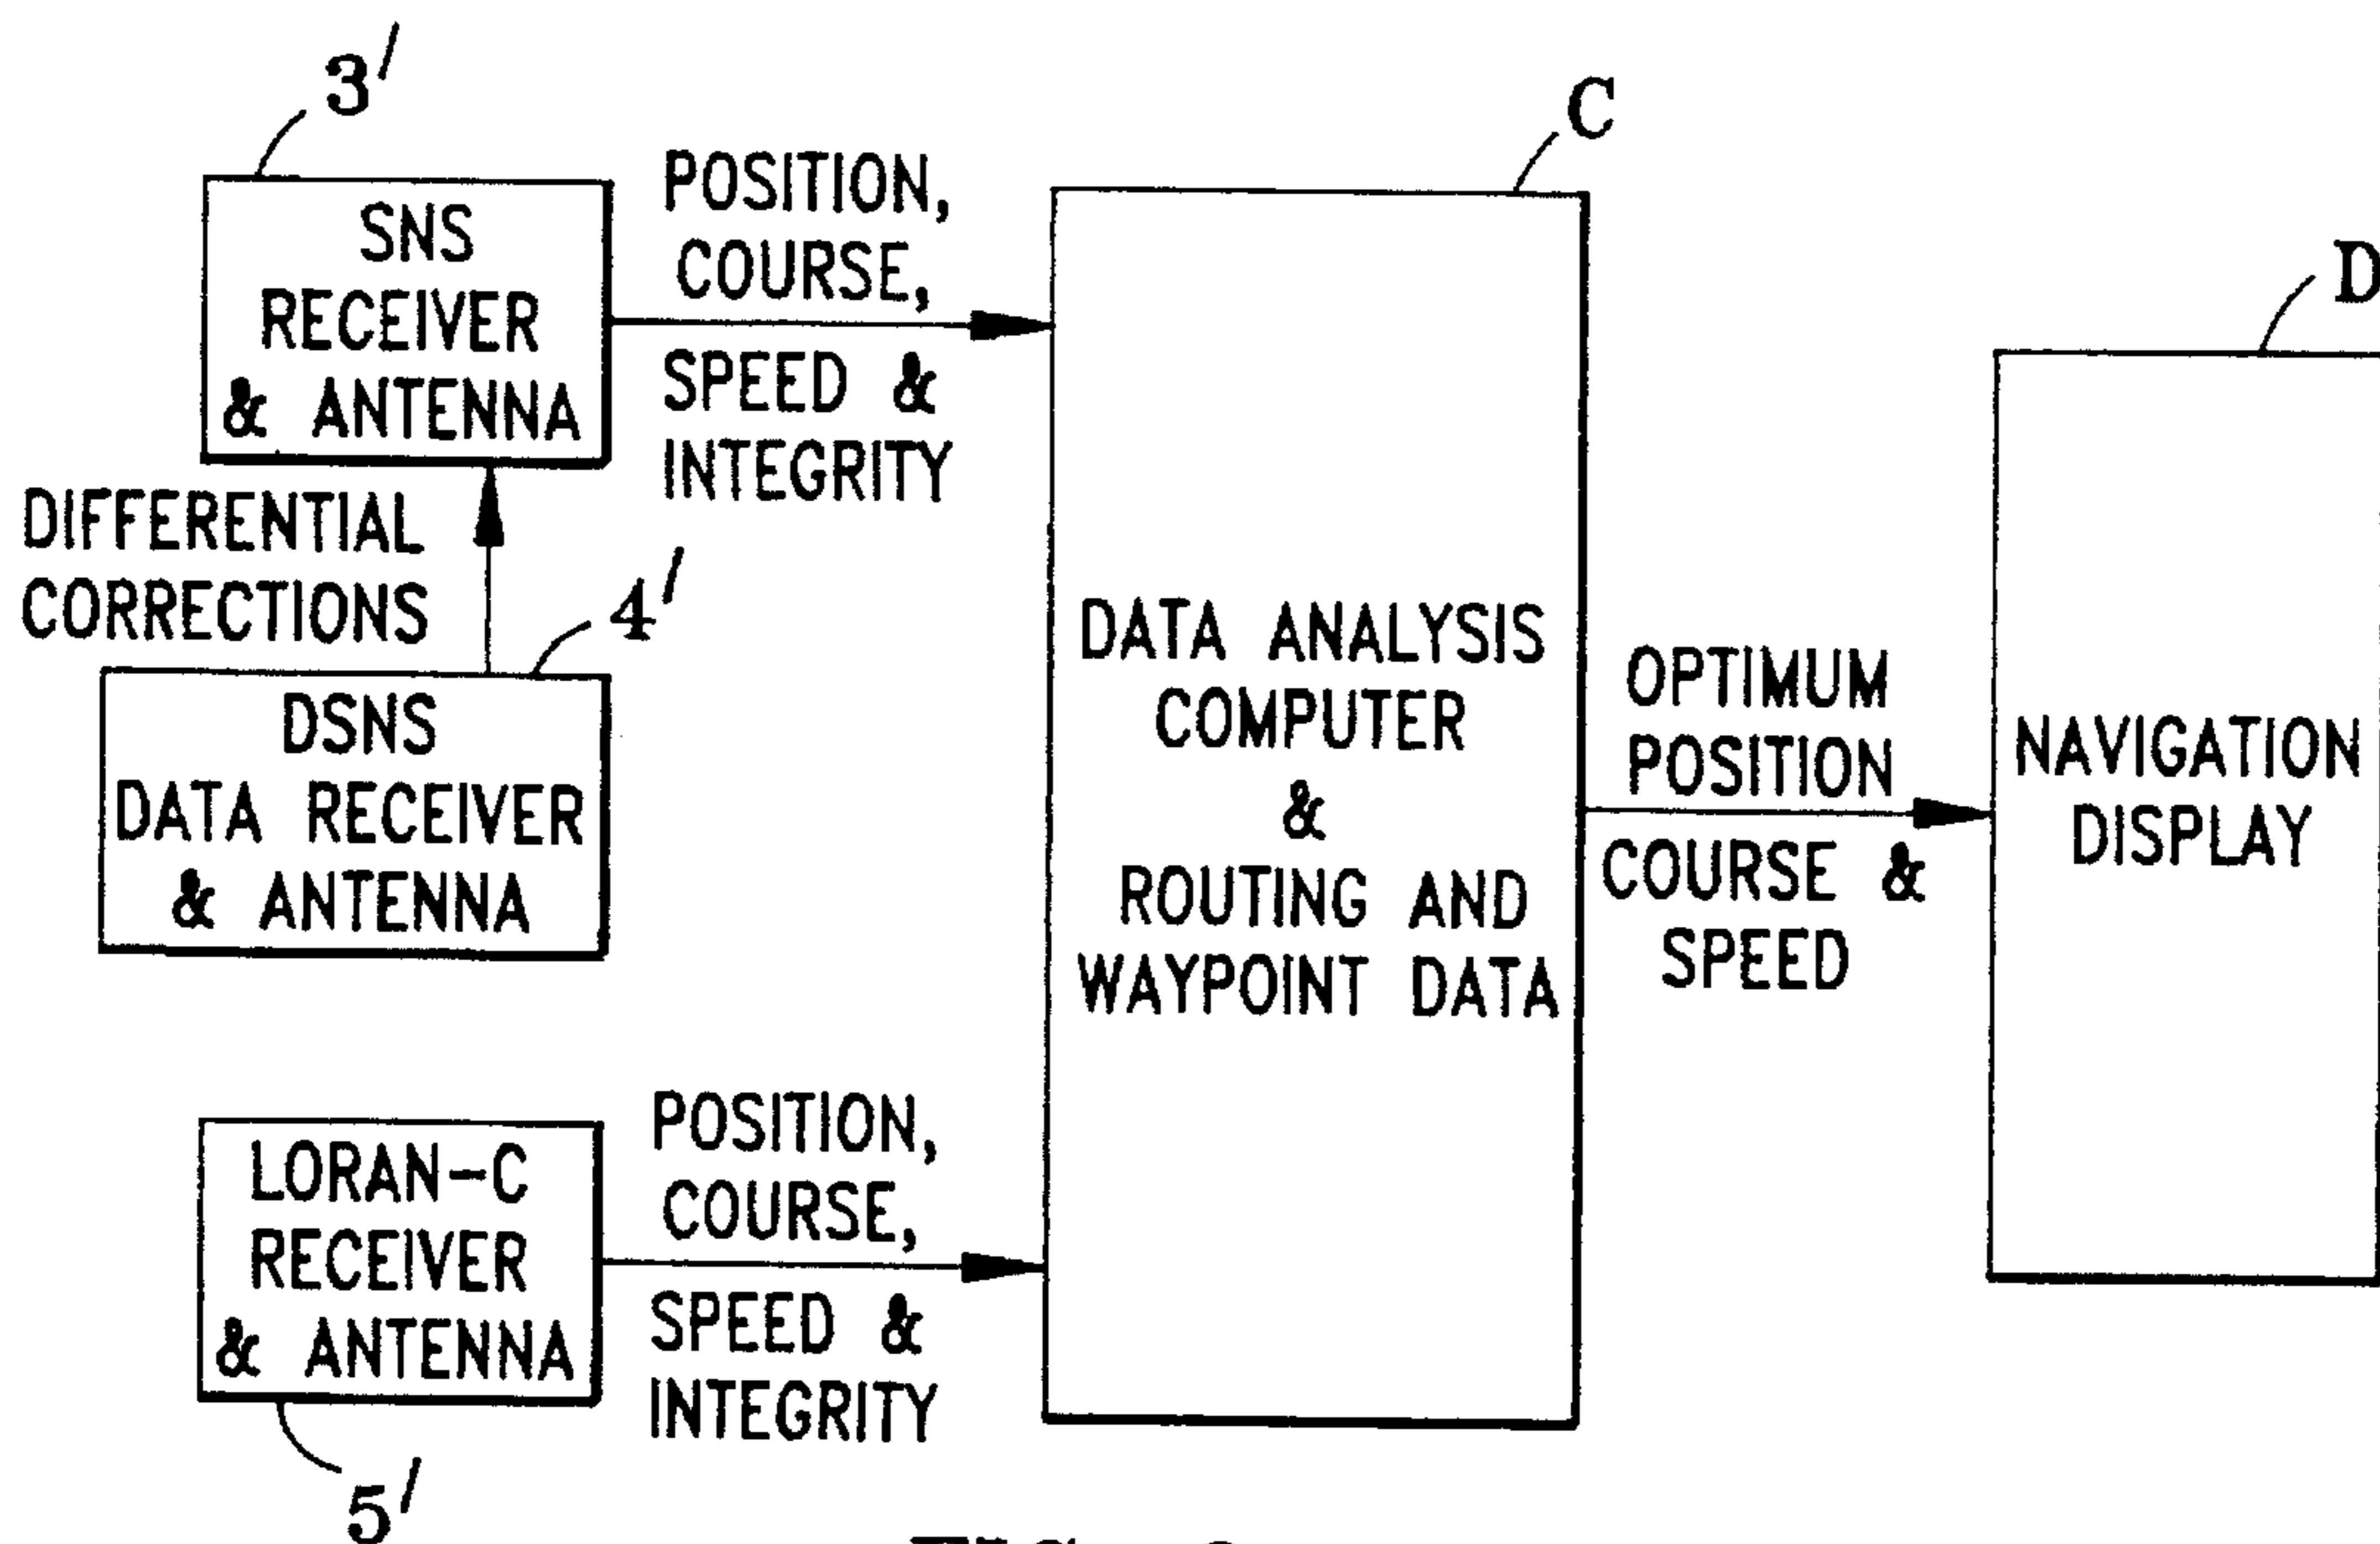 3'
SNS
RECEIVER
& ANTENNA
POSITION,
COURSE,
SPEED &
INTEGRITY
DIFFERENTIAL
CORRECTIONS
4'
DSNS
DATA RECEIVER
& ANTENNA
LORAN-C
RECEIVER
& ANTENNA
5'
POSITION,
COURSE,
SPEED &
INTEGRITY
C
DATA ANALYSIS
COMPUTER
&
ROUTING AND
WAYPOINT DATA
OPTIMUM
POSITION
COURSE &
SPEED
D
NAVIGATION
DISPLAY